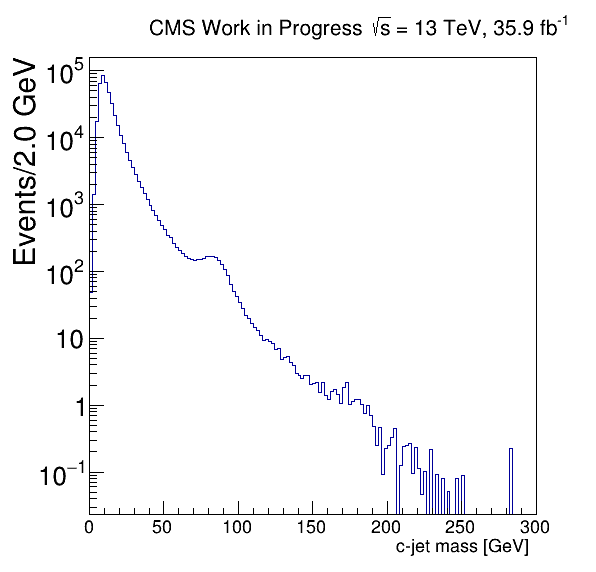 CMS Work in Progress √s = 13 TeV, 35.9 fb⁻¹
Events/2.0 GeV
10⁵
10⁴
10³
10²
10
1
10⁻¹
0 50 100 150 200 250 300
c-jet mass [GeV]